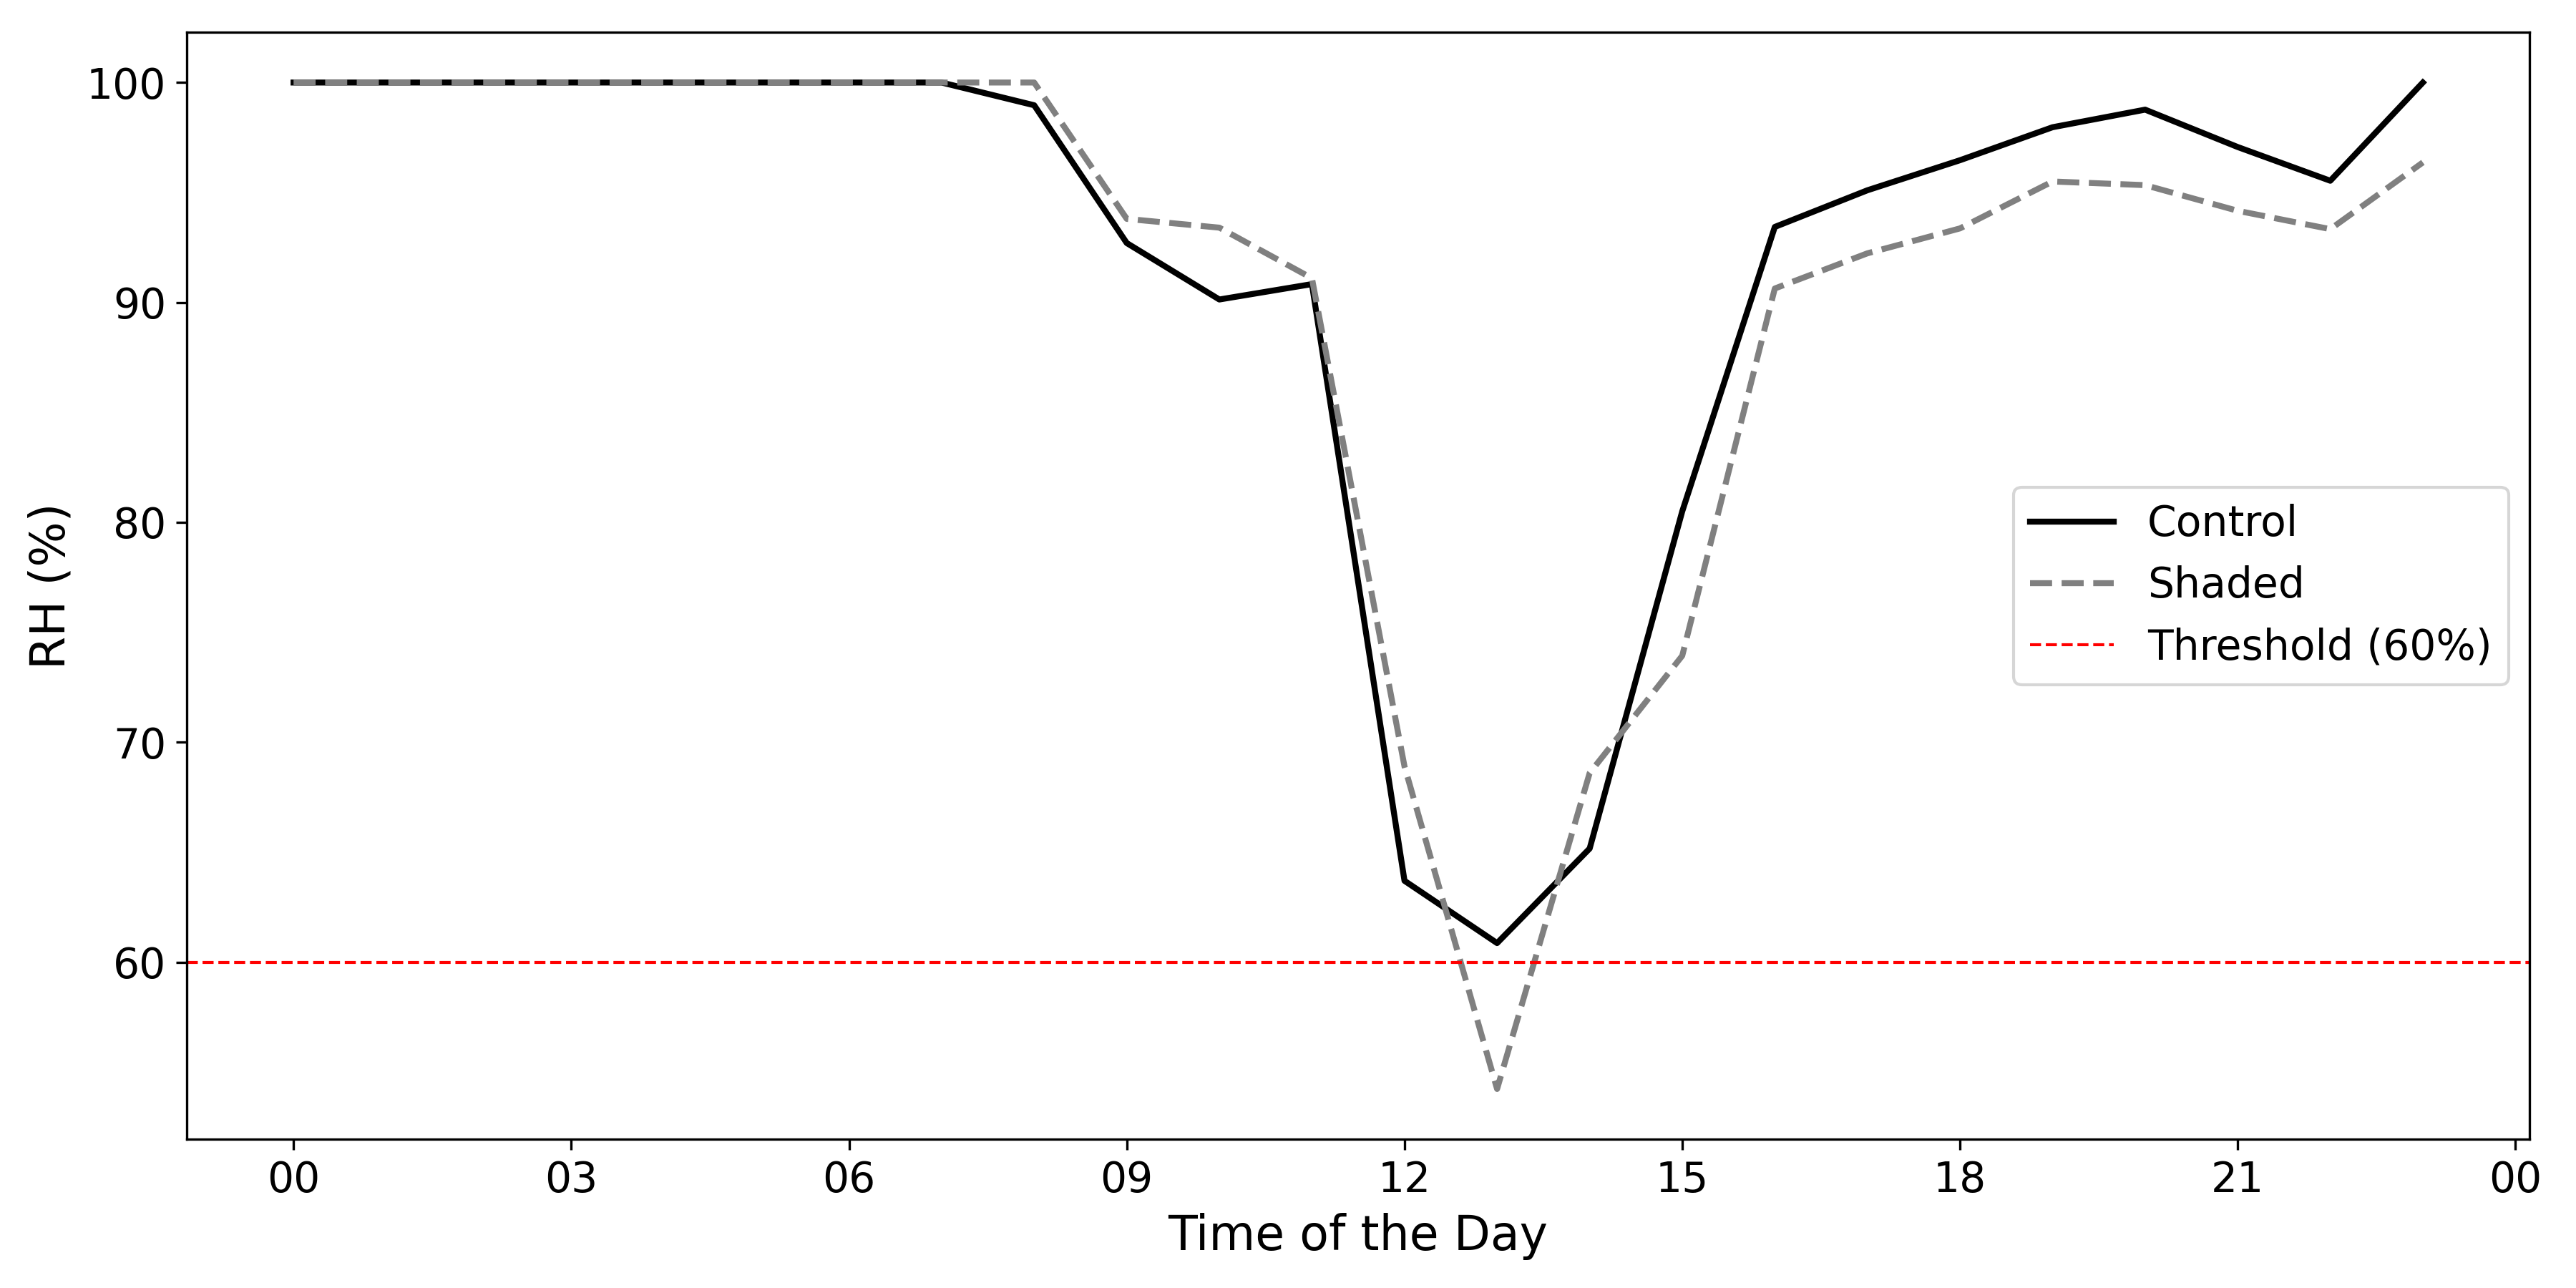 100
90
80
70
60
RH (%)
Control
Shaded
Threshold (60%)
00 03 06 09 12 15 18 21 00
Time of the Day